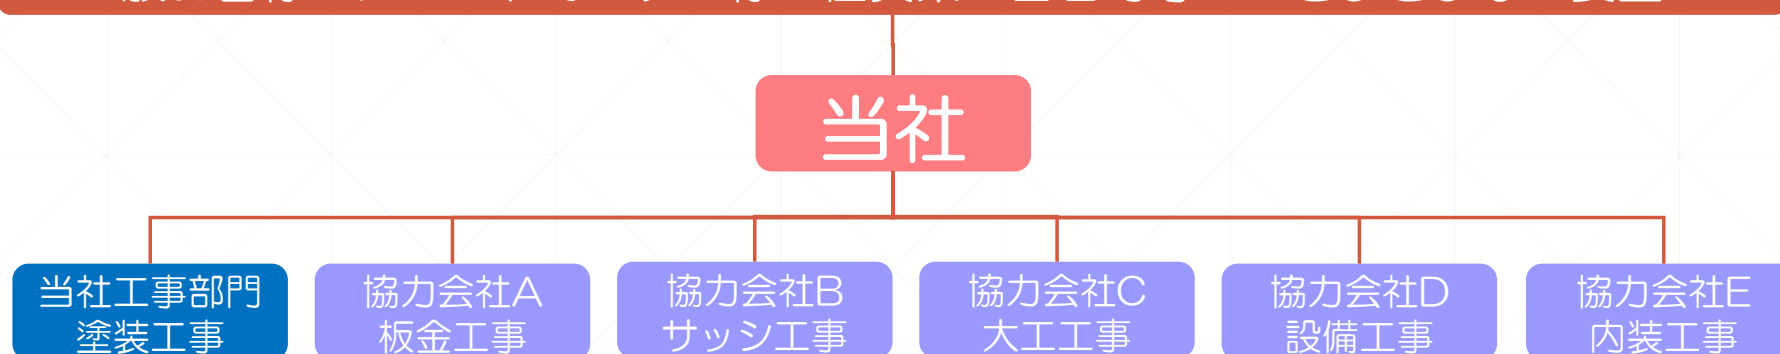 当社
当社工事部門
塗装工事
協力会社A
板金工事
協力会社B
サッシ工事
協力会社C
大工工事
協力会社D
設備工事
協力会社E
内装工事